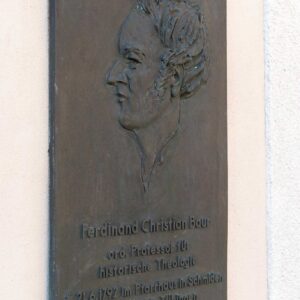 Ferdinand Christian Baur
ord. Professor für
historische Theologie
21.6.1792 im Pfarrhaus in Schmiden